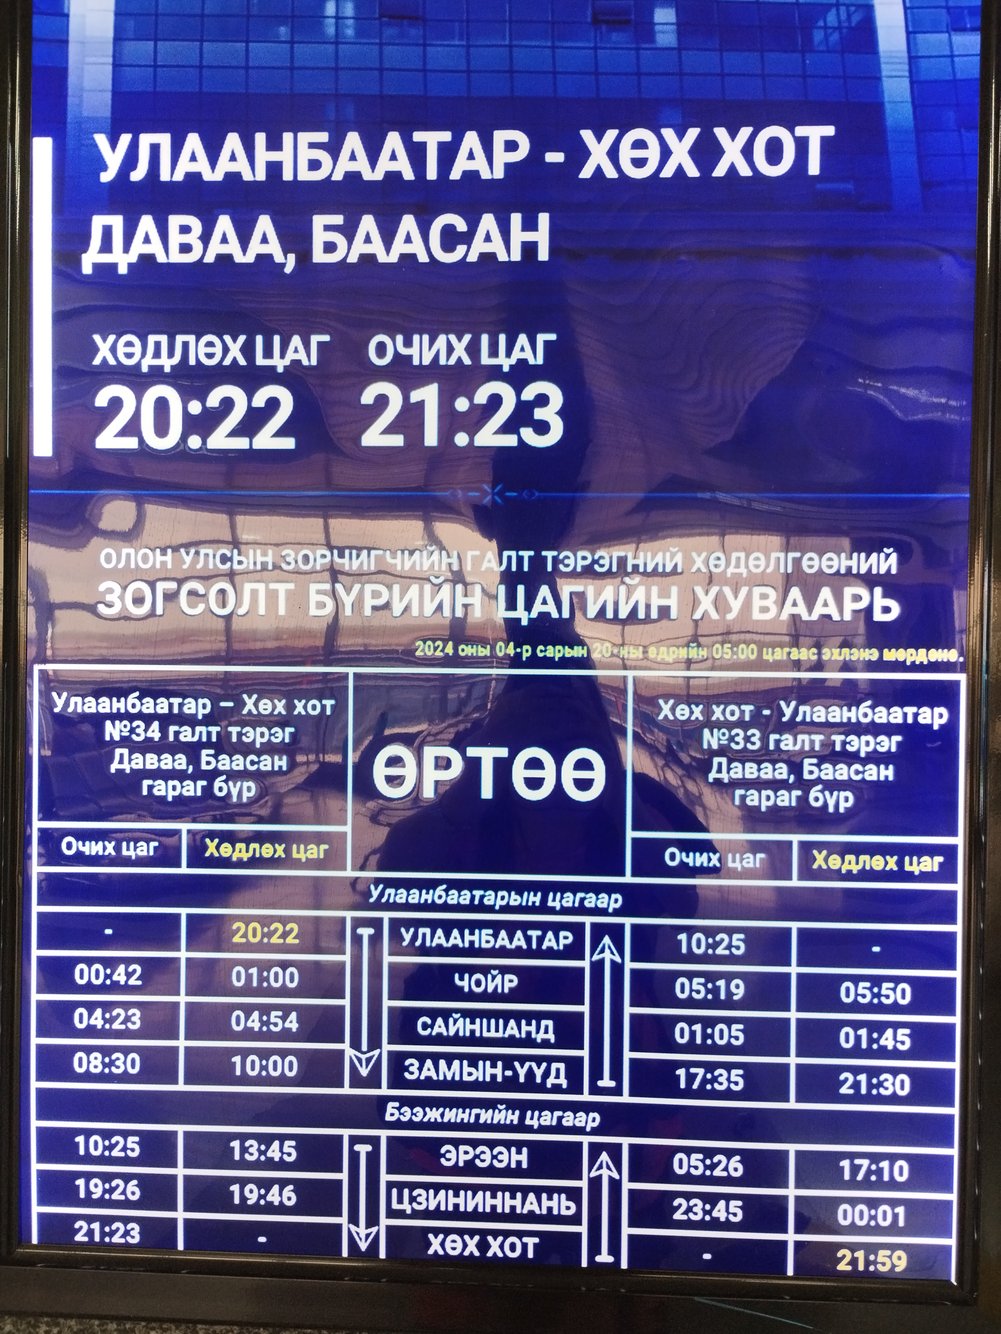 УЛААНБААТАР - ХӨХ ХОТ
ДАВАА, БААСАН
ХӨДЛӨХ ЦАГ ОЧИХ ЦАГ
20:22 21:23
ОЛОН УЛСЫН ЗОРЧИГЧИЙН ГАЛТ ТЭРЭГНИЙ ХӨДӨЛГӨӨНИЙ
ЗОГСОЛТ БҮРИЙН ЦАГИЙН ХУВААРЬ
2024 оны 04-р сарын 20-ны өдрийн 05:00 цагаас эхлэнэ мөрдөнө.
Улаанбаатар – Хөх хот
№34 галт тэрэг
Даваа, Баасан
гараг бүр
ӨРТӨӨ
Хөх хот - Улаанбаатар
№33 галт тэрэг
Даваа, Баасан
гараг бүр
Очих цаг Хөдлөх цаг Очих цаг Хөдлөх цаг
Улаанбаатарын цагаар
- 20:22 УЛААНБААТАР 10:25 -
00:42 01:00 ЧОЙР 05:19 05:50
04:23 04:54 САЙНШАНД 01:05 01:45
08:30 10:00 ЗАМЫН-ҮҮД 17:35 21:30
Бээжингийн цагаар
10:25 13:45 ЭРЭЭН 05:26 17:10
19:26 19:46 ЦЗИНИННАНЬ 23:45 00:01
21:23 - ХӨХ ХОТ - 21:59